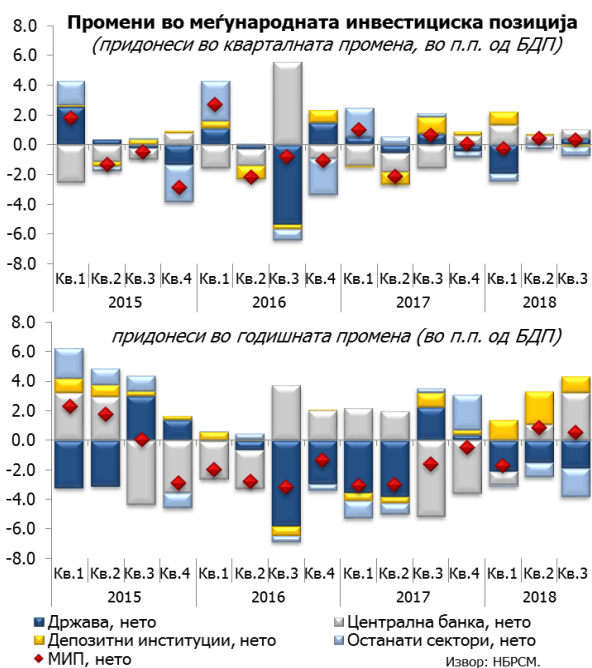 Промени во меѓународната инвестициска позиција
(придонеси во кварталната промена, во п.п. од БДП)
8.0
6.0
4.0
2.0
0.0
-2.0
-4.0
-6.0
-8.0
Кв.1 Кв.2 Кв.3 Кв.4 Кв.1 Кв.2 Кв.3 Кв.4 Кв.1 Кв.2 Кв.3 Кв.4 Кв.1 Кв.2 Кв.3
2015 2016 2017 2018
придонеси во годишната промена (во п.п. од БДП)
8.0
6.0
4.0
2.0
0.0
-2.0
-4.0
-6.0
-8.0
Кв.1 Кв.2 Кв.3 Кв.4 Кв.1 Кв.2 Кв.3 Кв.4 Кв.1 Кв.2 Кв.3 Кв.4 Кв.1 Кв.2 Кв.3
2015 2016 2017 2018
Држава, нето Централна банка, нето
Депозитни институции, нето Останати сектори, нето
МИП, нето Извор: НБРСМ.